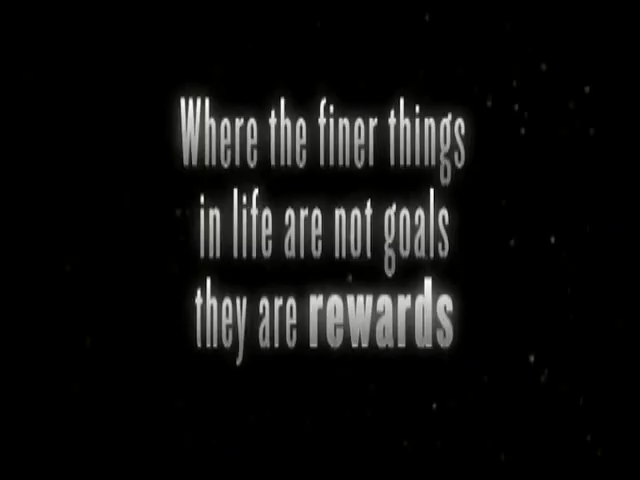 Where the finer things
in life are not goals
they are rewards